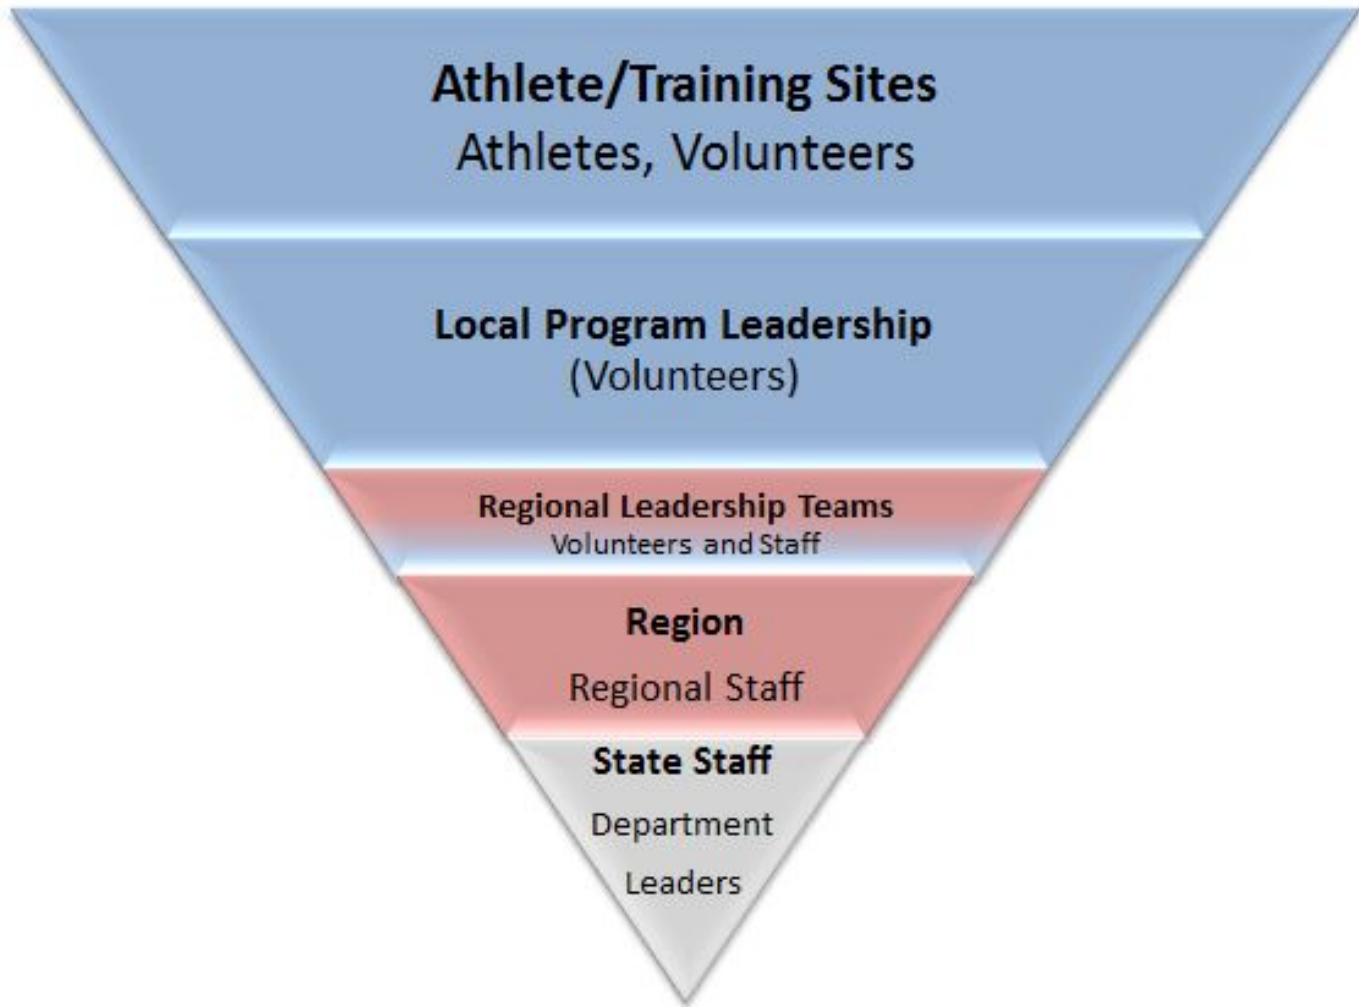 Athlete/Training Sites
Athletes, Volunteers
Local Program Leadership
(Volunteers)
Regional Leadership Teams
Volunteers and Staff
Region
Regional Staff
State Staff
Department
Leaders